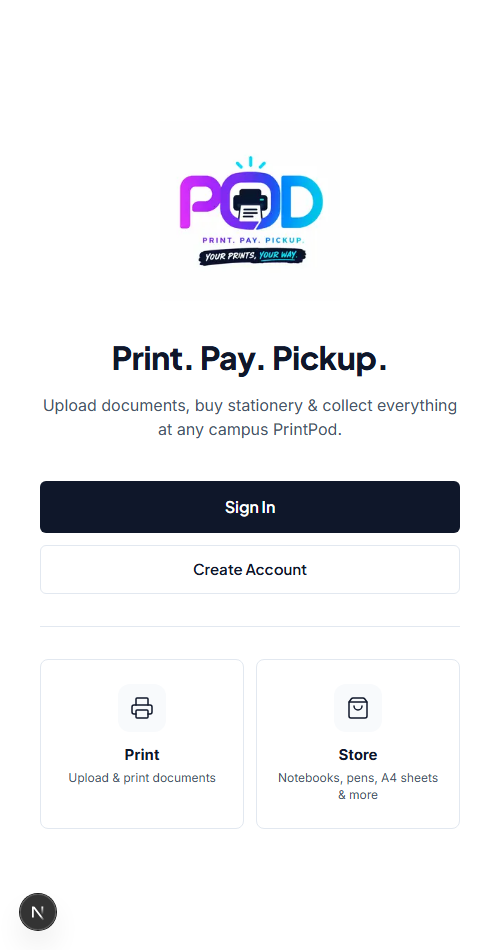 POD
PRINT. PAY. PICKUP.
YOUR PRINTS, YOUR WAY.
Print. Pay. Pickup.
Upload documents, buy stationery & collect everything
at any campus PrintPod.
Sign In
Create Account
Print
Upload & print documents
Store
Notebooks, pens, A4 sheets
& more
N